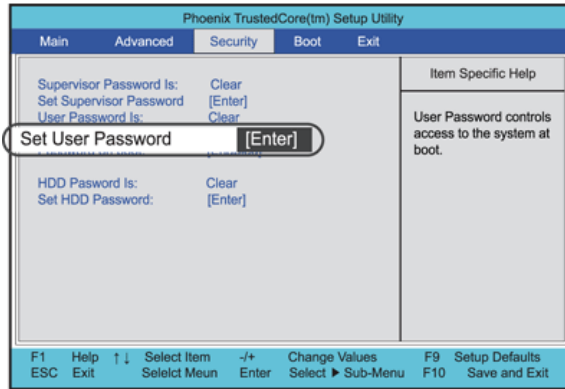 Phoenix TrustedCore(tm) Setup Utility
Main Advanced Security Boot Exit
Item Specific Help
Supervisor Password Is: Clear
Set Supervisor Password [Enter]
User Password Is: Clear
Set User Password [Enter]
HDD Pasword Is: Clear
Set HDD Password: [Enter]
User Password controls
access to the system at
boot.
F1 Help ↑↓ Select Item -/+ Change Values F9 Setup Defaults
ESC Exit Selelct Meun Enter Select ▶ Sub-Menu F10 Save and Exit